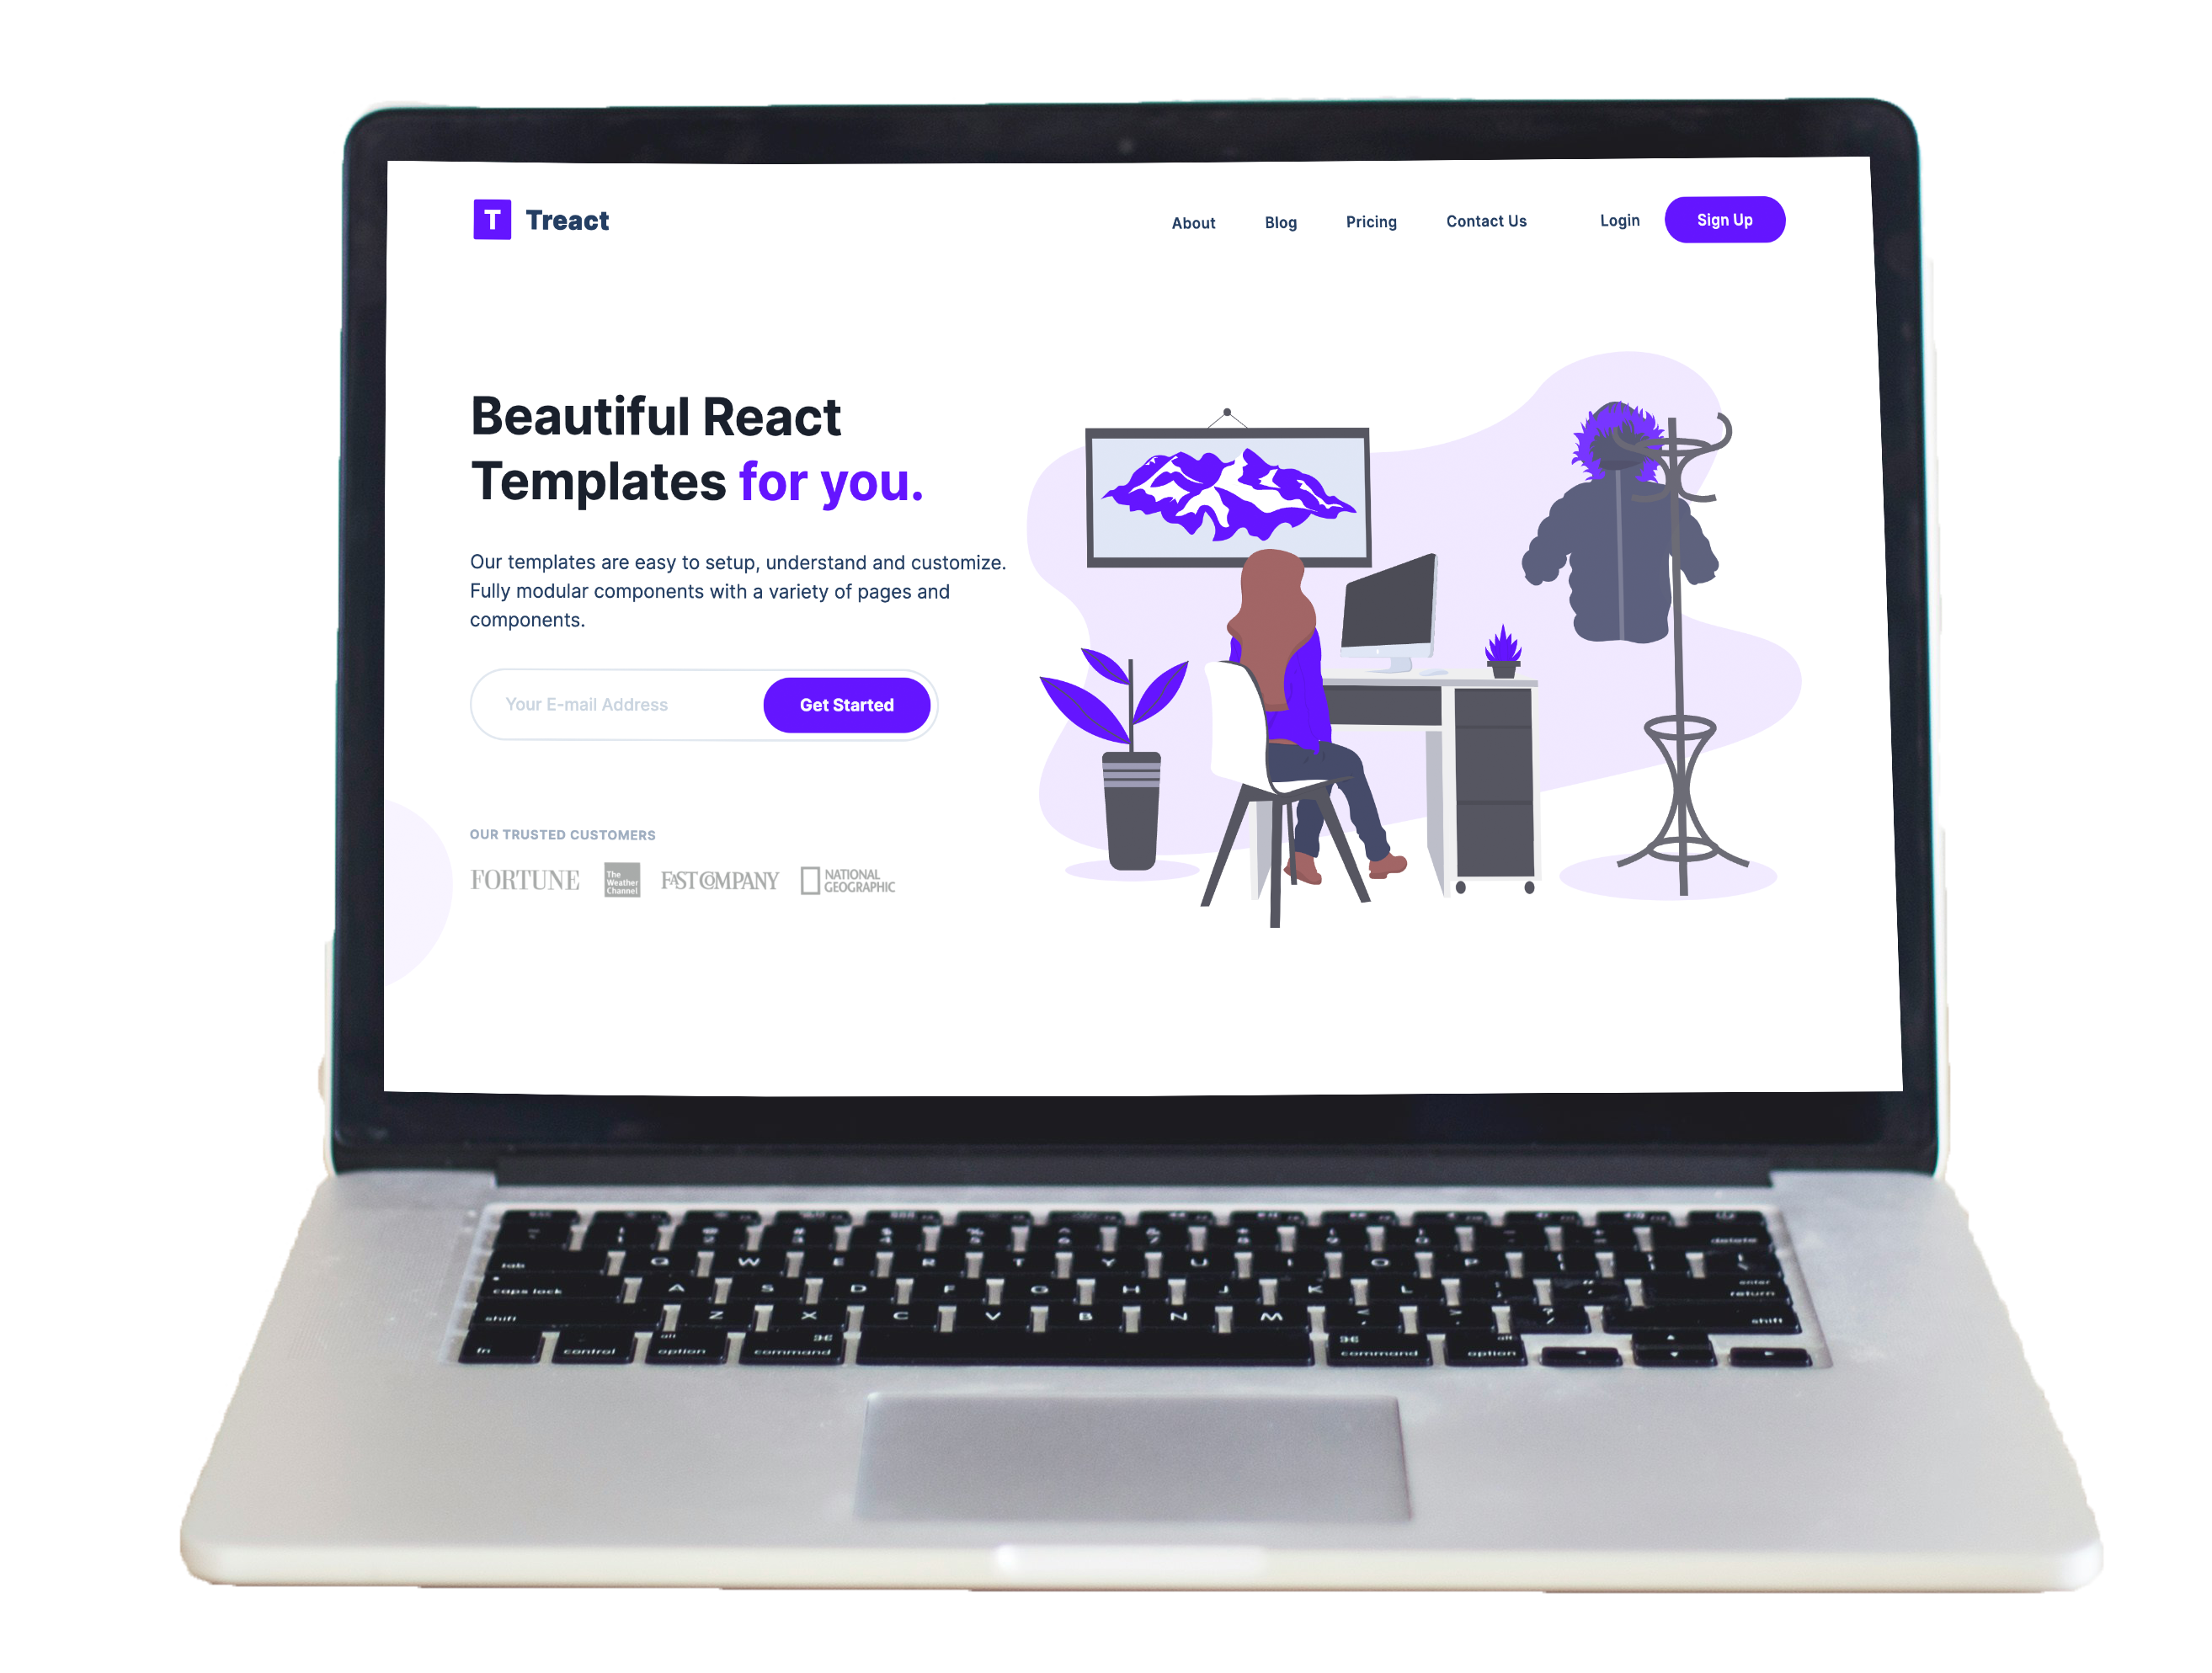 T Treact
About Blog Pricing Contact Us Login Sign Up
Beautiful React
Templates for you.
Our templates are easy to setup, understand and customize.
Fully modular components with a variety of pages and
components.
Your E-mail Address Get Started
OUR TRUSTED CUSTOMERS
FORTUNE
The
Weather
Channel
FAST COMPANY
NATIONAL
GEOGRAPHIC
delete
tab Q W E R T Y U I O P
caps lock A S D F G H J K L enter
return
shift Z X C V B N M shift
fn control alt
option command command alt
option